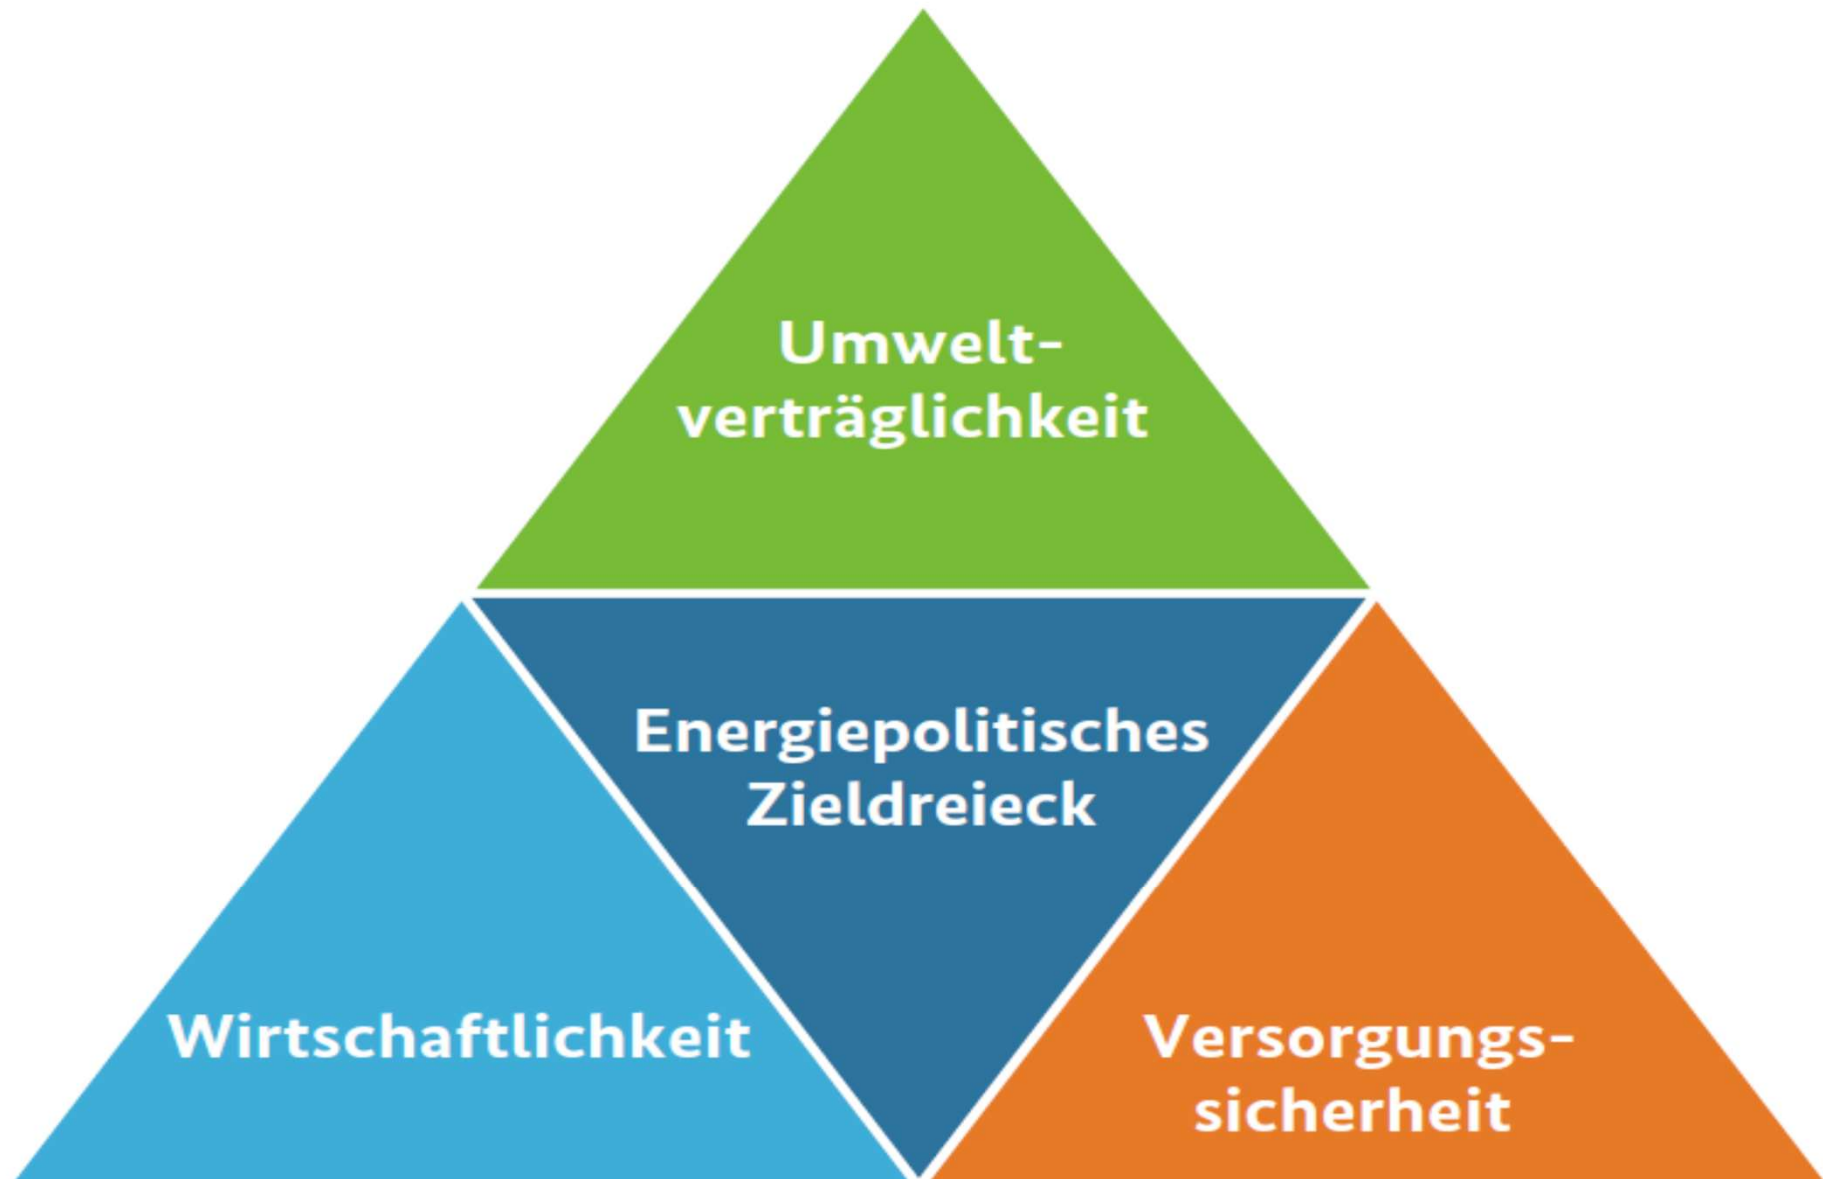 Umwelt-
verträglichkeit
Energiepolitisches
Zieldreieck
Wirtschaftlichkeit
Versorgungs-
sicherheit